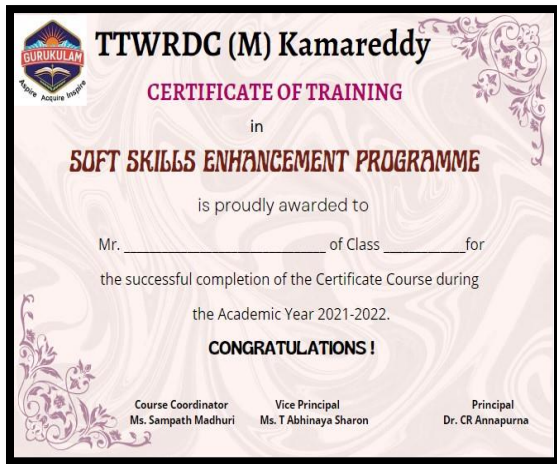 GURUKULAM
Aspire Acquire Inspire
TTWRDC (M) Kamareddy
CERTIFICATE OF TRAINING
in
SOFT SKILLS ENHANCEMENT PROGRAMME
is proudly awarded to
Mr. ____________________________ of Class ___________for
the successful completion of the Certificate Course during
the Academic Year 2021-2022.
CONGRATULATIONS !
Course Coordinator Vice Principal Principal
Ms. Sampath Madhuri Ms. T Abhinaya Sharon Dr. CR Annapurna